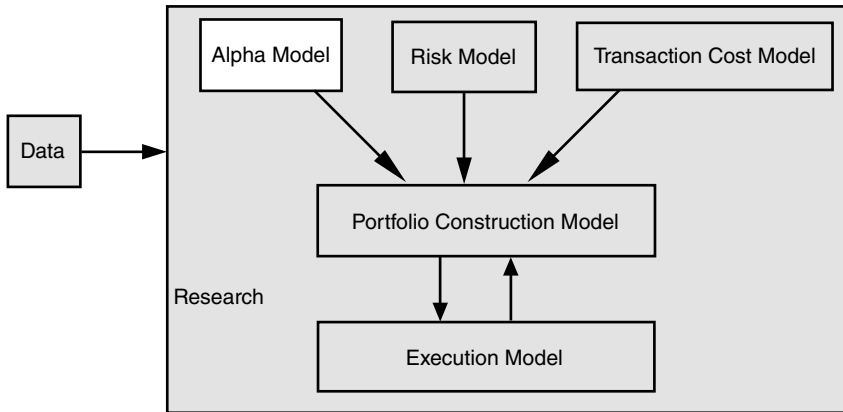 Alpha Model
Risk Model
Transaction Cost Model
Data
Portfolio Construction Model
Research
Execution Model